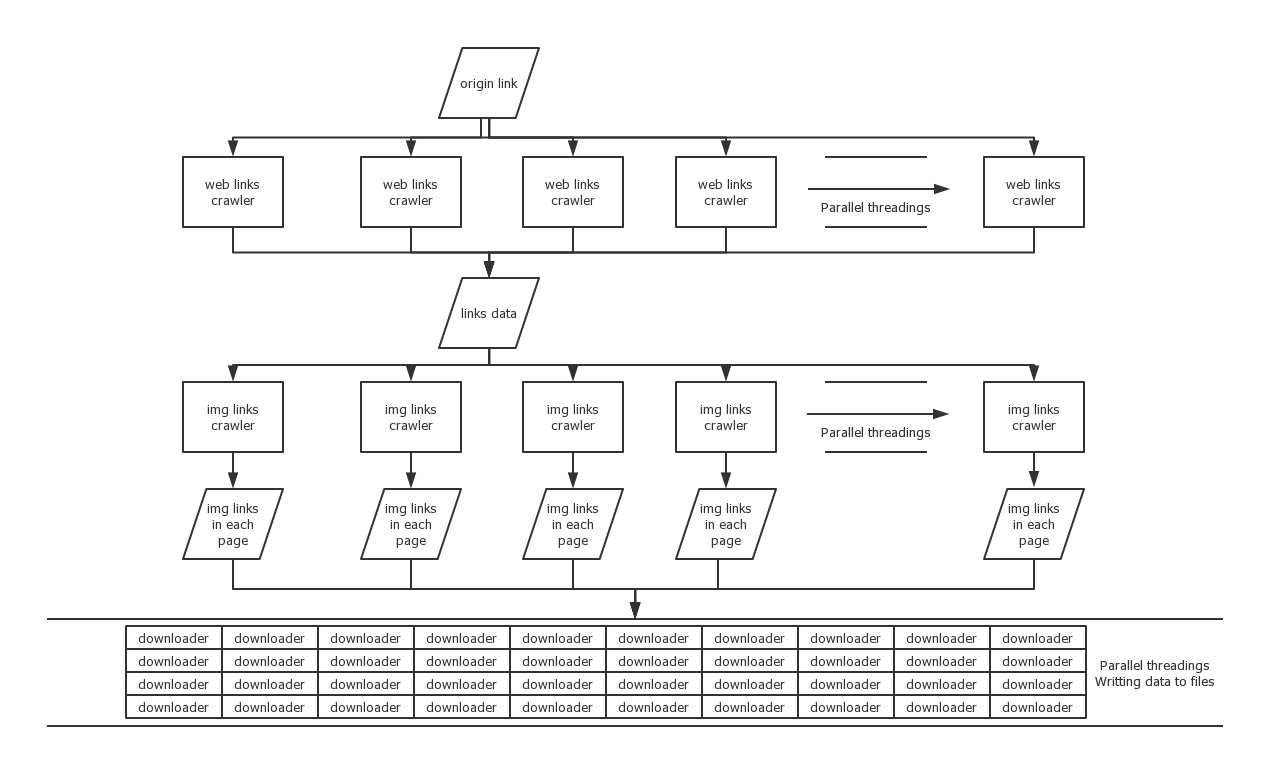 origin link
web links
crawler
web links
crawler
web links
crawler
web links
crawler
Parallel threadings
web links
crawler
links data
img links
crawler
img links
crawler
img links
crawler
img links
crawler
Parallel threadings
img links
crawler
img links
in each
page
img links
in each
page
img links
in each
page
img links
in each
page
img links
in each
page
downloader downloader downloader downloader downloader downloader downloader downloader downloader downloader
downloader downloader downloader downloader downloader downloader downloader downloader downloader downloader
downloader downloader downloader downloader downloader downloader downloader downloader downloader downloader
downloader downloader downloader downloader downloader downloader downloader downloader downloader downloader
Parallel threadings
Writting data to files